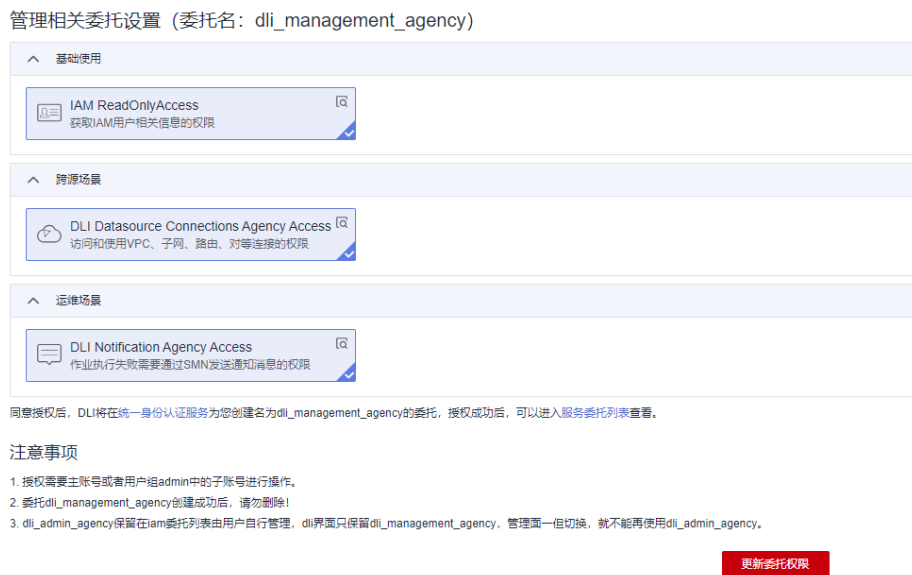 管理相关委托设置（委托名：dli_management_agency）
基础使用
IAM ReadOnlyAccess
获取IAM用户相关信息的权限
跨源场景
DLI Datasource Connections Agency Access
访问和使用VPC、子网、路由、对等连接的权限
运维场景
DLI Notification Agency Access
作业执行失败需要通过SMN发送通知消息的权限
同意授权后，DLI将在统一身份认证服务为您创建名为dli_management_agency的委托，授权成功后，可以进入服务委托列表查看。
注意事项
1. 授权需要主账号或者用户组admin中的子账号进行操作。
2. 委托dli_management_agency创建成功后，请勿删除！
3. dli_admin_agency保留在iam委托列表由用户自行管理，dli界面只保留dli_management_agency，管理面一但切换，就不能再使用dli_admin_agency。
更新委托权限